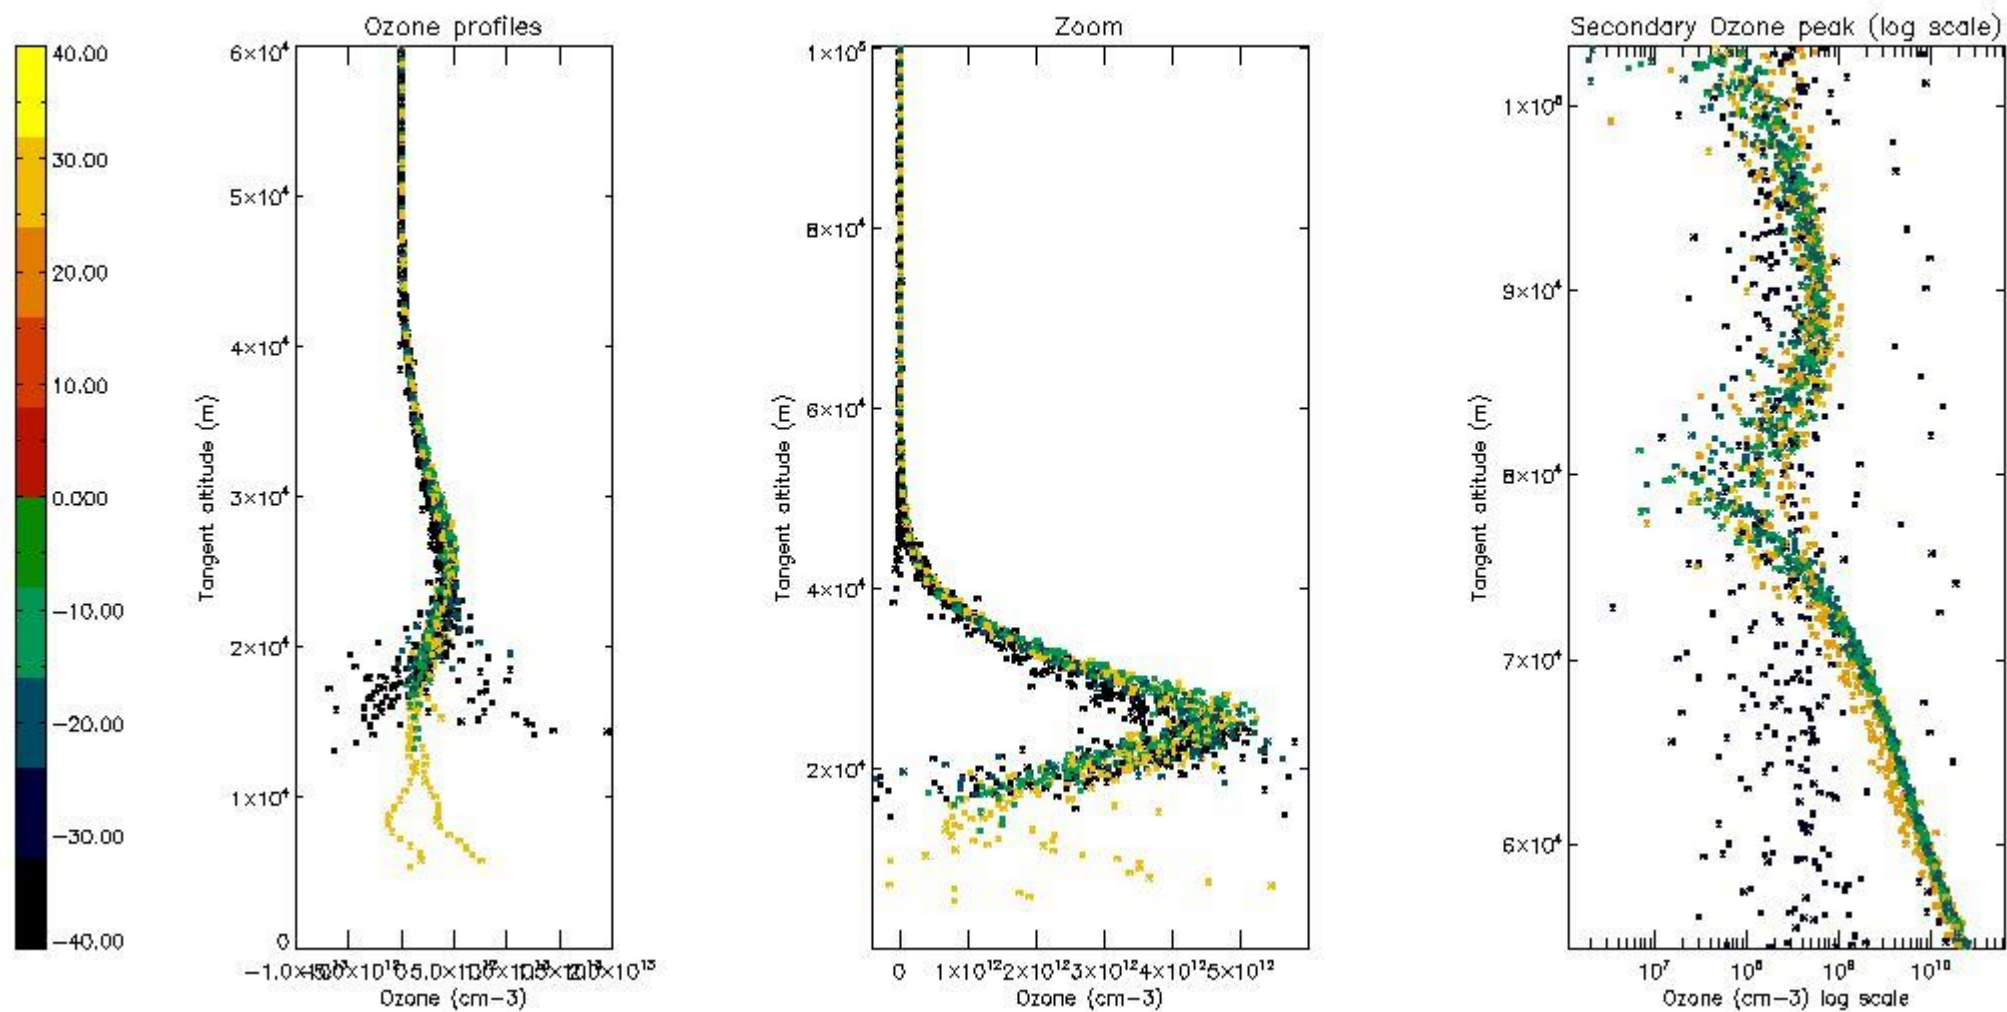 Ozone profiles
Zoom
Secondary Ozone peak (log scale)
40.00
30.00
20.00
10.00
0.000
−10.00
−20.00
−30.00
−40.00
6×10⁴
5×10⁴
4×10⁴
3×10⁴
2×10⁴
1×10⁴
0
Tangent altitude (m)
Ozone (cm−3)
1×10⁵
8×10⁴
6×10⁴
4×10⁴
2×10⁴
Tangent altitude (m)
0 1×10¹² 2×10¹² 3×10¹² 4×10¹² 5×10¹²
Ozone (cm−3)
1×10⁵
9×10⁴
8×10⁴
7×10⁴
6×10⁴
Tangent altitude (m)
10⁷ 10⁸ 10⁹ 10¹⁰
Ozone (cm−3) log scale